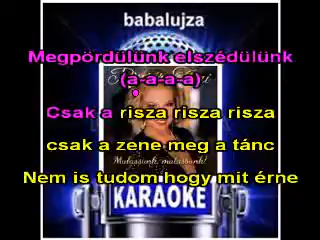 babalujza
Megpördülünk elszédülünk
(a-a-a-a)
Csak a risza risza risza
csak a zene meg a tánc
Mulassunk, mulassunk!
Nem is tudom hogy mit érne
KARAOKE